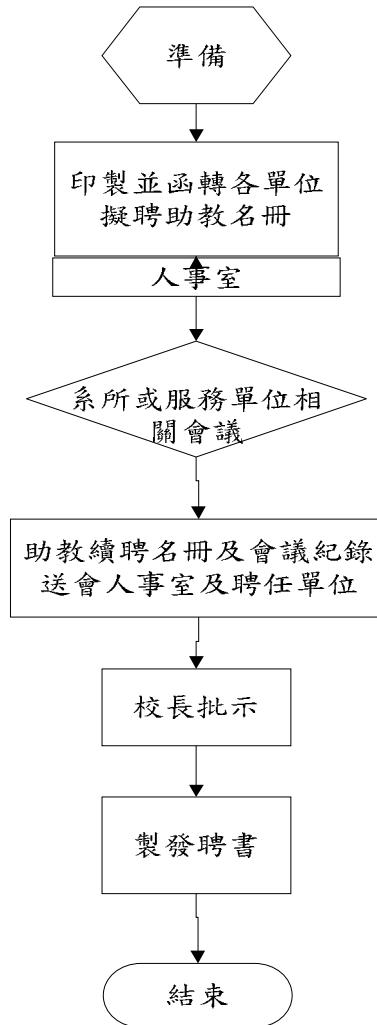 準備
印製並函轉各單位
擬聘助教名冊
人事室
系所或服務單位相
關會議
助教續聘名冊及會議紀錄
送會人事室及聘任單位
校長批示
製發聘書
結束